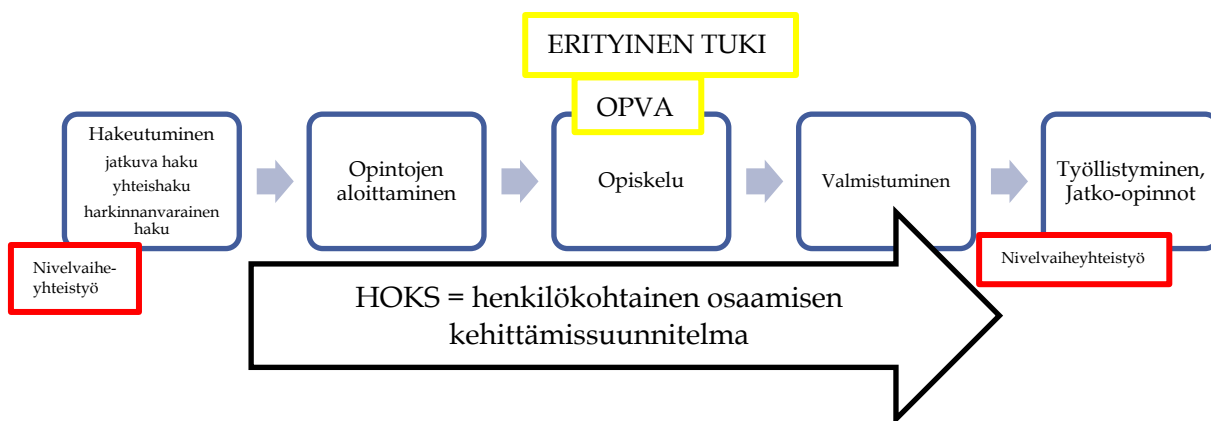 ERITYINEN TUKI
OPVA
Hakeutuminen
jatkuva haku
yhteishaku
harkinnanvarainen
haku
Nivelvaihe-
yhteistyö
Opintojen
aloittaminen
Opiskelu
Valmistuminen
Työllistyminen,
Jatko-opinnot
Nivelvaiheyhteistyö
HOKS = henkilökohtainen osaamisen
kehittämissuunnitelma